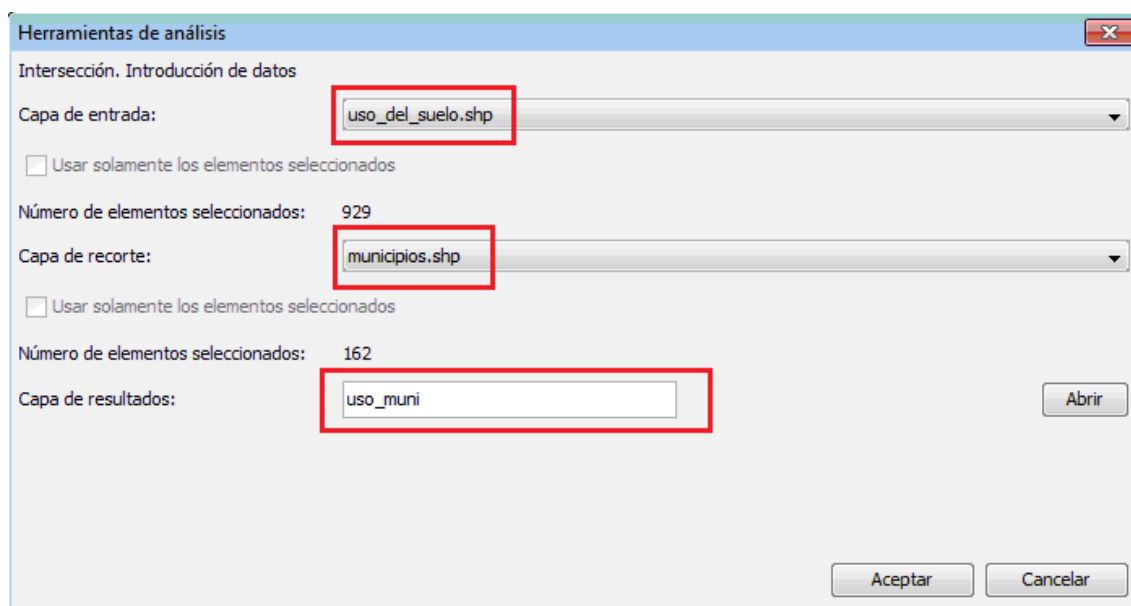 Herramientas de análisis
Intersección. Introducción de datos
Capa de entrada: uso_del_suelo.shp
Usar solamente los elementos seleccionados
Número de elementos seleccionados: 929
Capa de recorte: municipios.shp
Usar solamente los elementos seleccionados
Número de elementos seleccionados: 162
Capa de resultados: uso_muni Abrir
Aceptar Cancelar